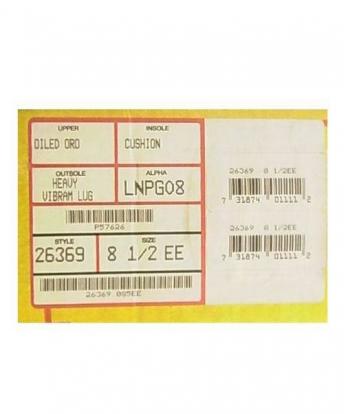 UPPER
INSOLE
OILED ORO
CUSHION
OUTSOLE
ALPHA
HEAVY
VIBRAM LUG
LNPG08
P57626
STYLE
SIZE
26369
8 1/2 EE
26369 085EE
26369 8 1/2EE
7 31874 01111 2
26369 8 1/2EE
7 31874 01111 2